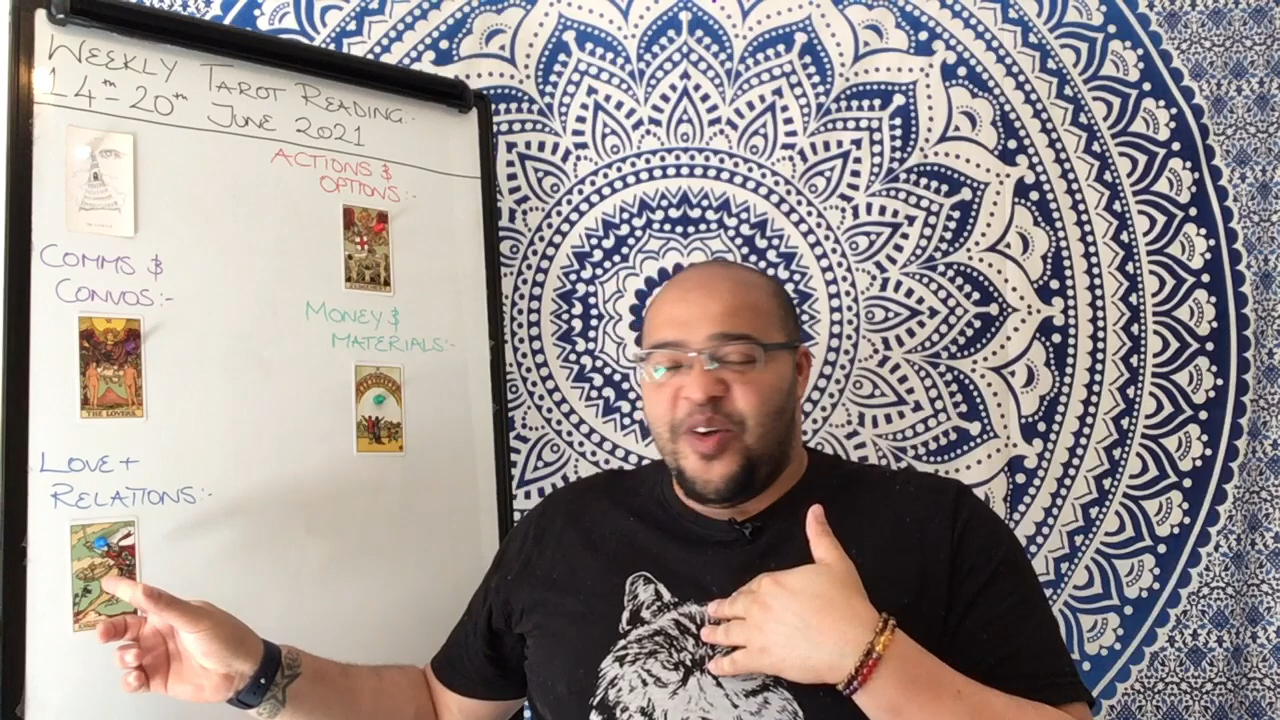 WEEKLY TAROT READING:-
14th - 20th JUNE 2021
ACTIONS &
OPTIONS:-
COMMS &
CONVOS:-
MONEY &
MATERIALS:-
THE LOVERS
LOVE +
RELATIONS:-